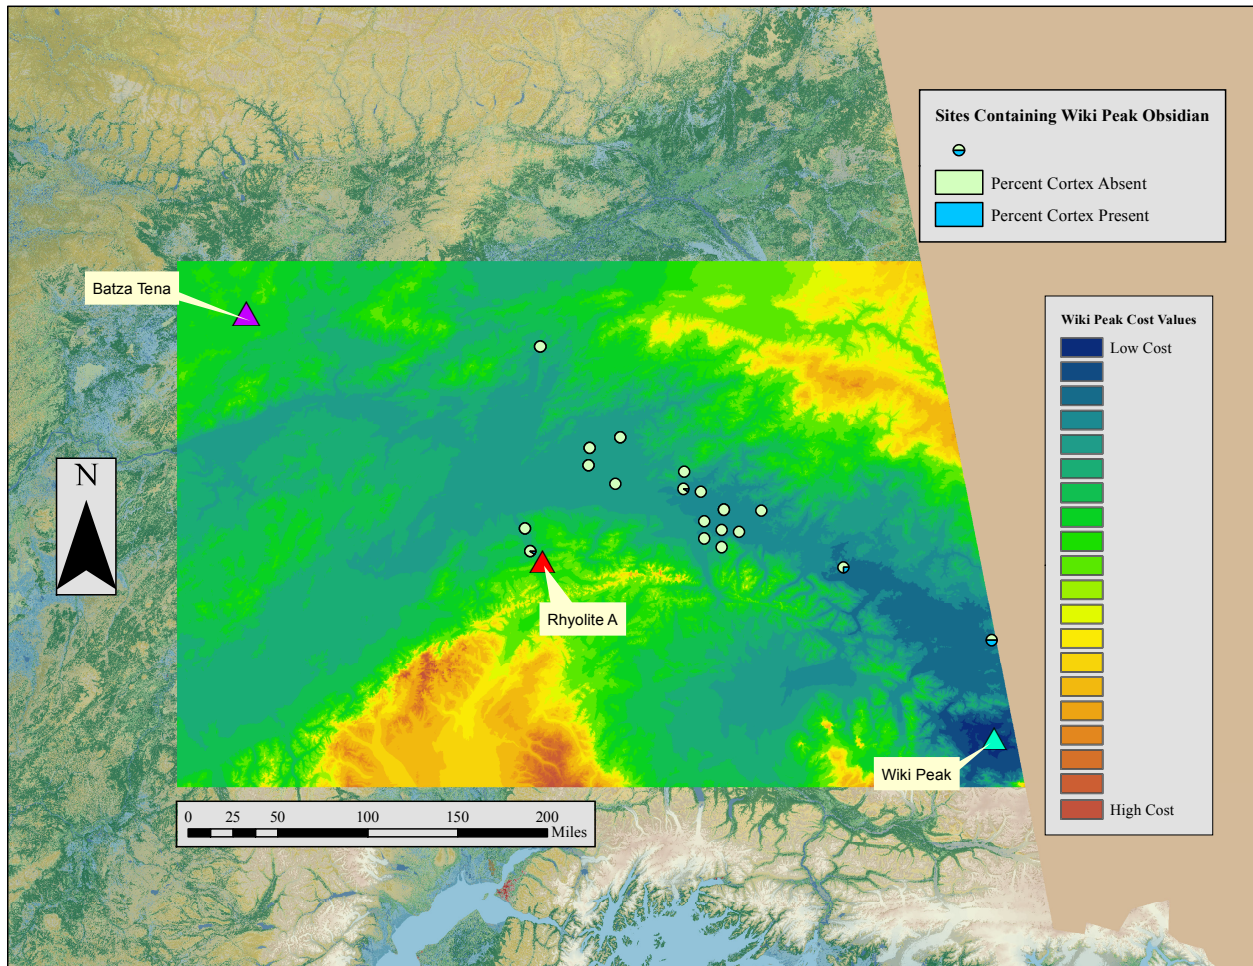 Sites Containing Wiki Peak Obsidian
Percent Cortex Absent
Percent Cortex Present
Batza Tena
Wiki Peak Cost Values
Low Cost
N
Rhyolite A
Wiki Peak
High Cost
0 25 50 100 150 200
Miles